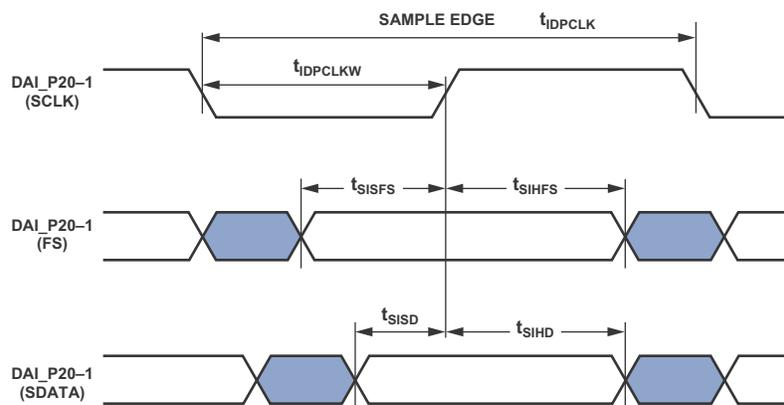 SAMPLE EDGE tIDPCLK
tIDPCLKW
DAI_P20–1
(SCLK)
tSISFS tSIHFS
DAI_P20–1
(FS)
tSISD tSIHD
DAI_P20–1
(SDATA)